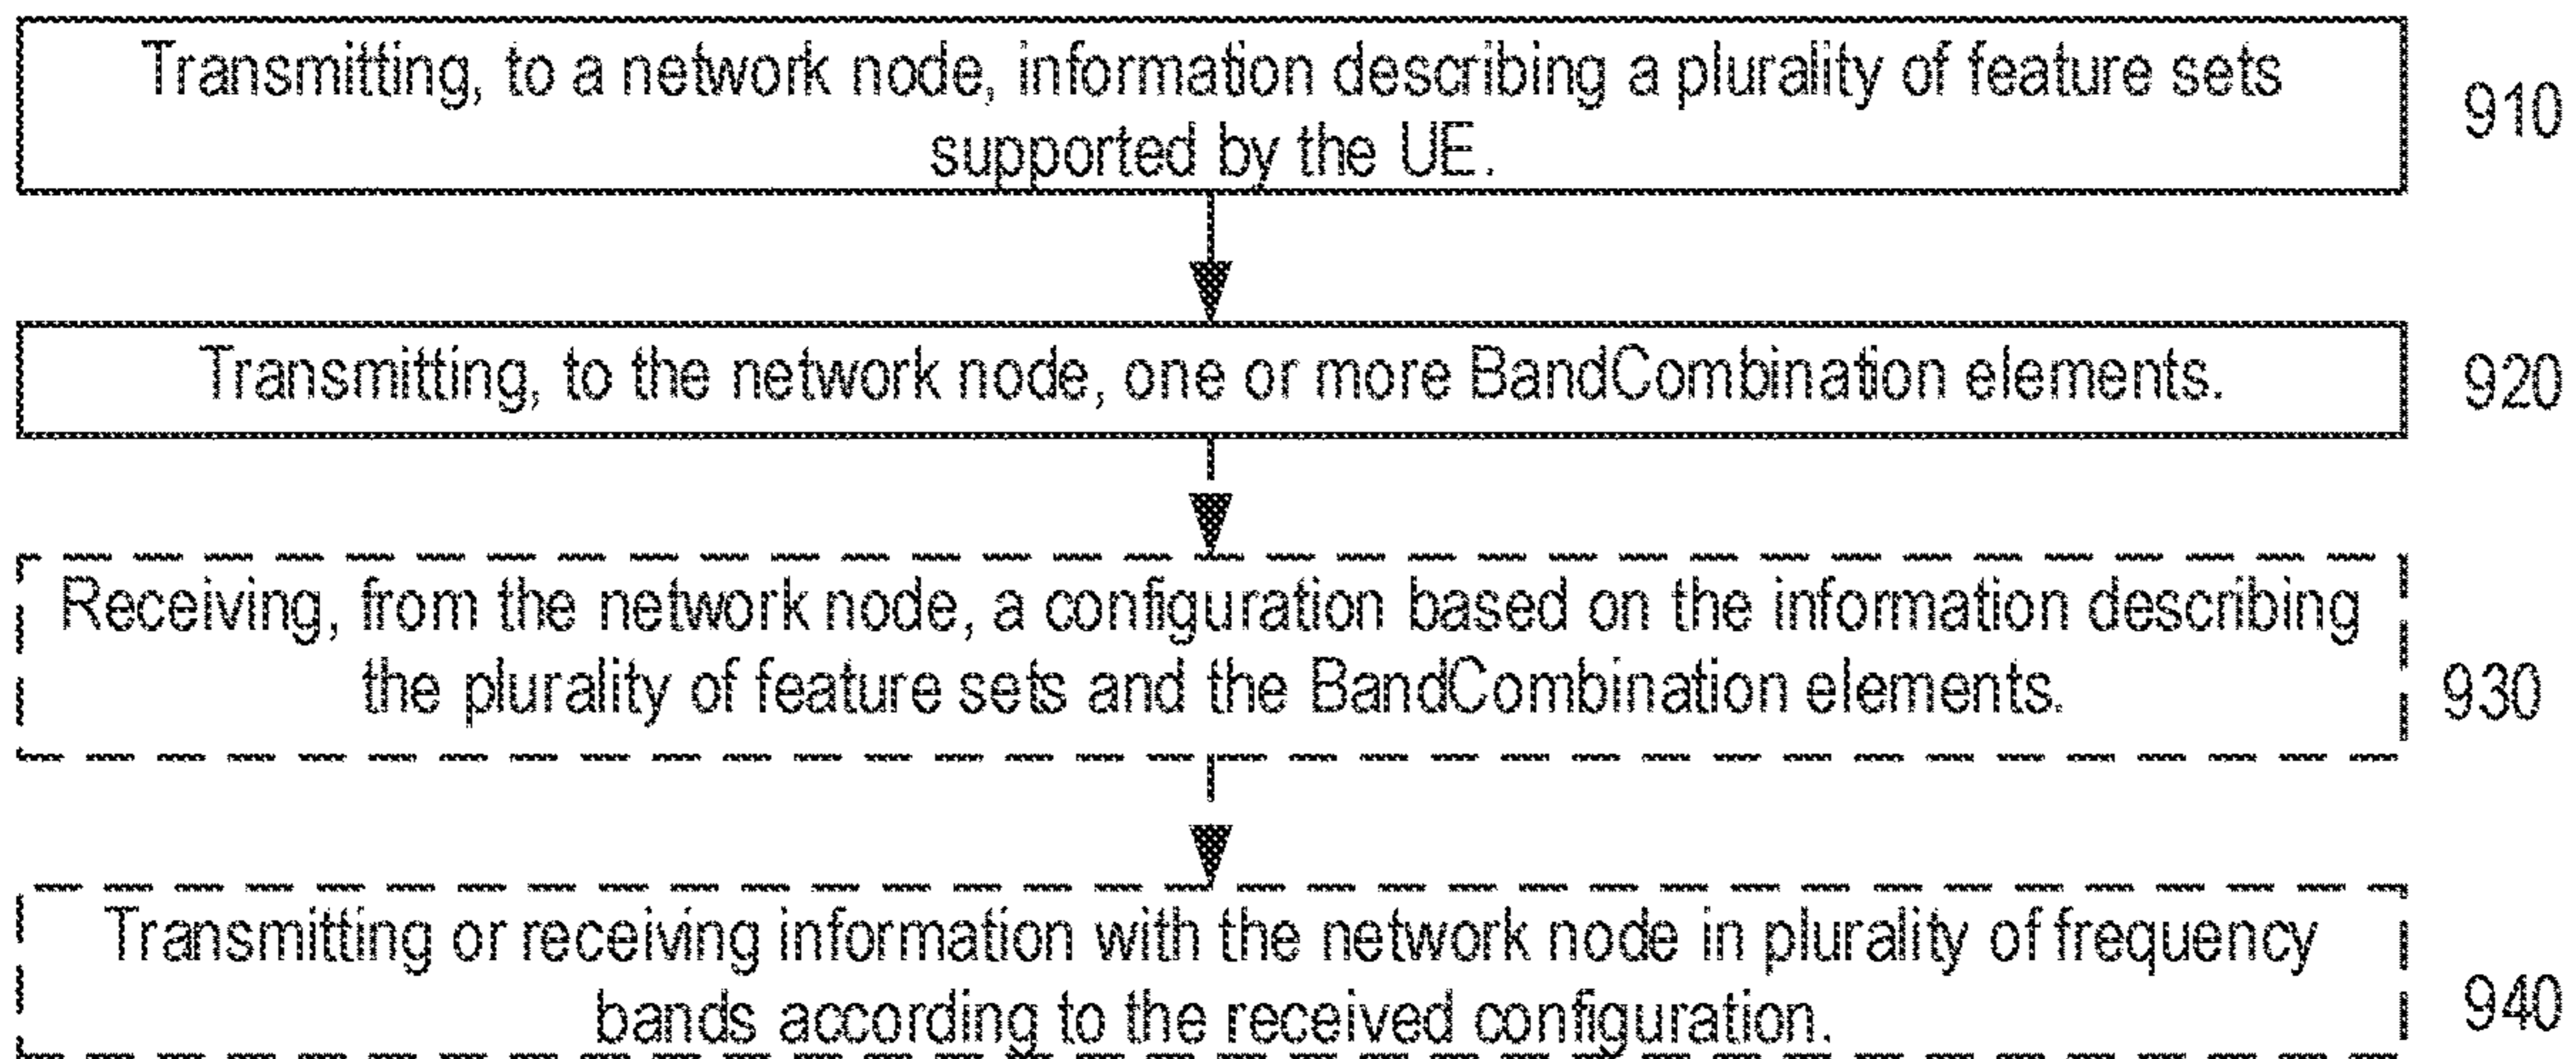 Transmitting, to a network node, information describing a plurality of feature sets
supported by the UE.
910
Transmitting, to the network node, one or more BandCombination elements.
920
Receiving, from the network node, a configuration based on the information describing
the plurality of feature sets and the BandCombination elements.
930
Transmitting or receiving information with the network node in plurality of frequency
bands according to the received configuration.
940